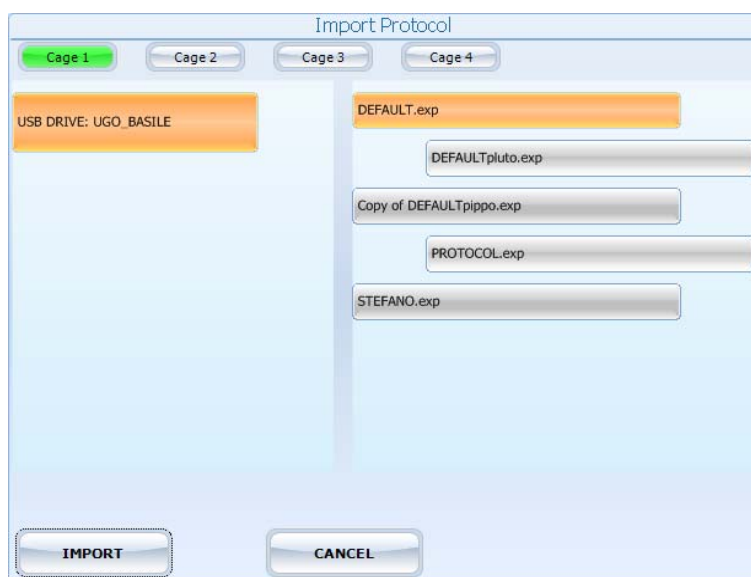 Import Protocol
Cage 1 Cage 2 Cage 3 Cage 4
USB DRIVE: UGO_BASILE
DEFAULT.exp
DEFAULTpluto.exp
Copy of DEFAULTpippo.exp
PROTOCOL.exp
STEFANO.exp
IMPORT CANCEL